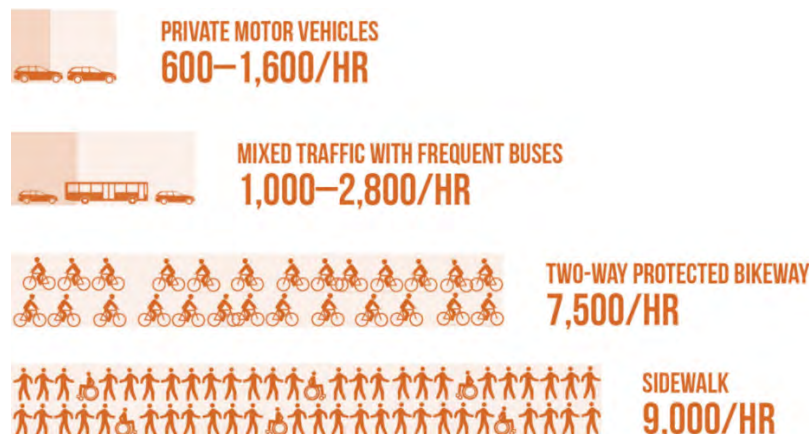 PRIVATE MOTOR VEHICLES
600–1,600/HR
MIXED TRAFFIC WITH FREQUENT BUSES
1,000–2,800/HR
TWO-WAY PROTECTED BIKEWAY
7,500/HR
SIDEWALK
9,000/HR